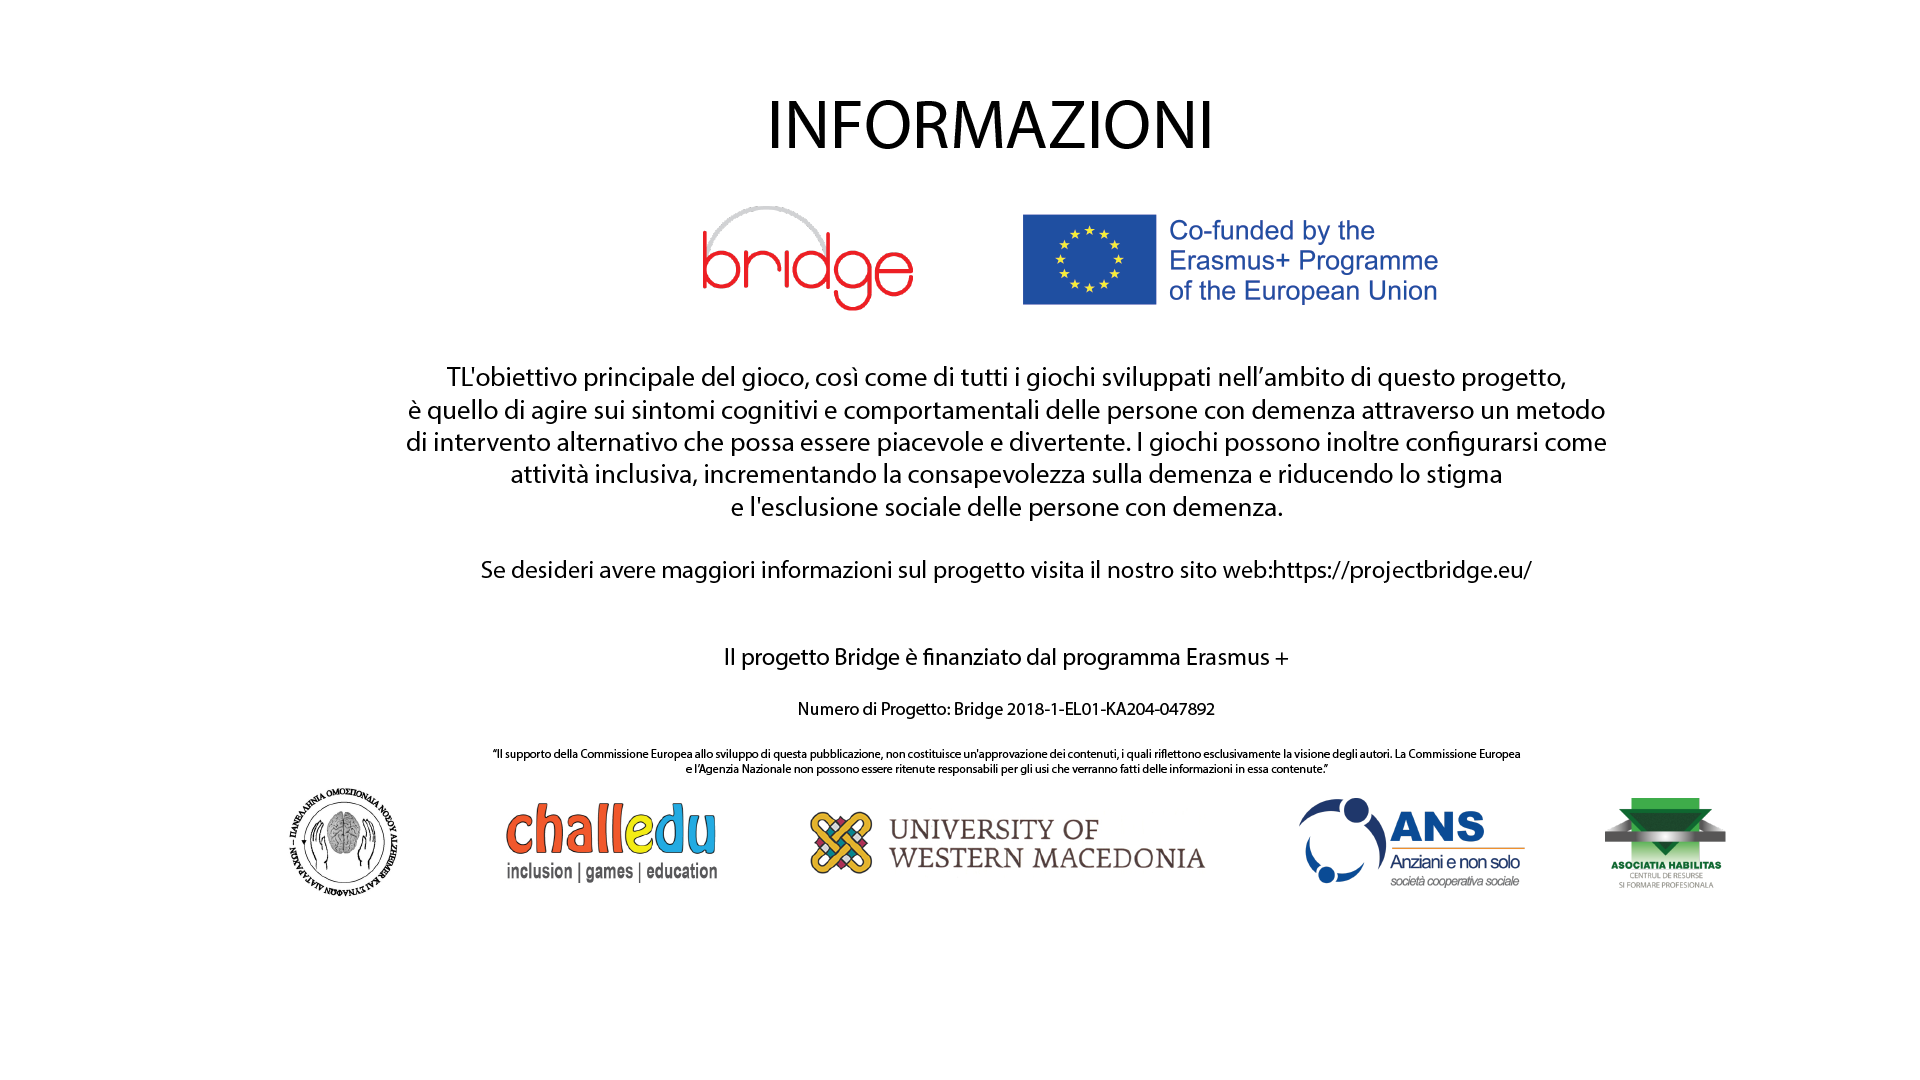 INFORMAZIONI
bridge
Co-funded by the
Erasmus+ Programme
of the European Union
TL'obiettivo principale del gioco, così come di tutti i giochi sviluppati nell’ambito di questo progetto,
è quello di agire sui sintomi cognitivi e comportamentali delle persone con demenza attraverso un metodo
di intervento alternativo che possa essere piacevole e divertente. I giochi possono inoltre configurarsi come
attività inclusiva, incrementando la consapevolezza sulla demenza e riducendo lo stigma
e l'esclusione sociale delle persone con demenza.
Se desideri avere maggiori informazioni sul progetto visita il nostro sito web:https://projectbridge.eu/
Il progetto Bridge è finanziato dal programma Erasmus +
Numero di Progetto: Bridge 2018-1-EL01-KA204-047892
“Il supporto della Commissione Europea allo sviluppo di questa pubblicazione, non costituisce un'approvazione dei contenuti, i quali riflettono esclusivamente la visione degli autori. La Commissione Europea
e l’Agenzia Nazionale non possono essere ritenute responsabili per gli usi che verranno fatti delle informazioni in essa contenute.”
ΠΑΝΕΛΛΗΝΙΑ ΟΜΟΣΠΟΝΔΙΑ ΝΟΣΟΥ ALZHEIMER ΚΑΙ ΣΥΝΑΦΩΝ ΔΙΑΤΑΡΑΧΩΝ –
challedu
inclusion | games | education
UNIVERSITY OF
WESTERN MACEDONIA
ANS
Anziani e non solo
società cooperativa sociale
ASOCIATIA HABILITAS
CENTRUL DE RESURSE
SI FORMARE PROFESIONALA